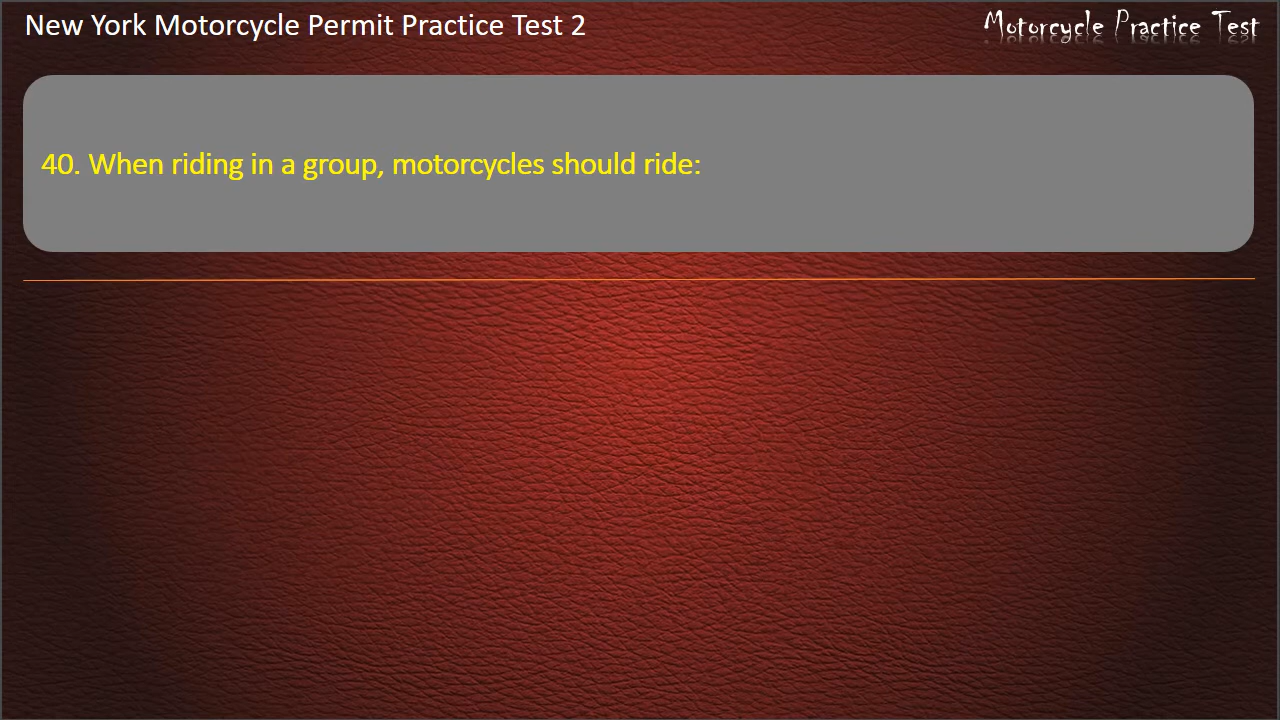 New York Motorcycle Permit Practice Test 2
Motorcycle Practice Test
40. When riding in a group, motorcycles should ride: